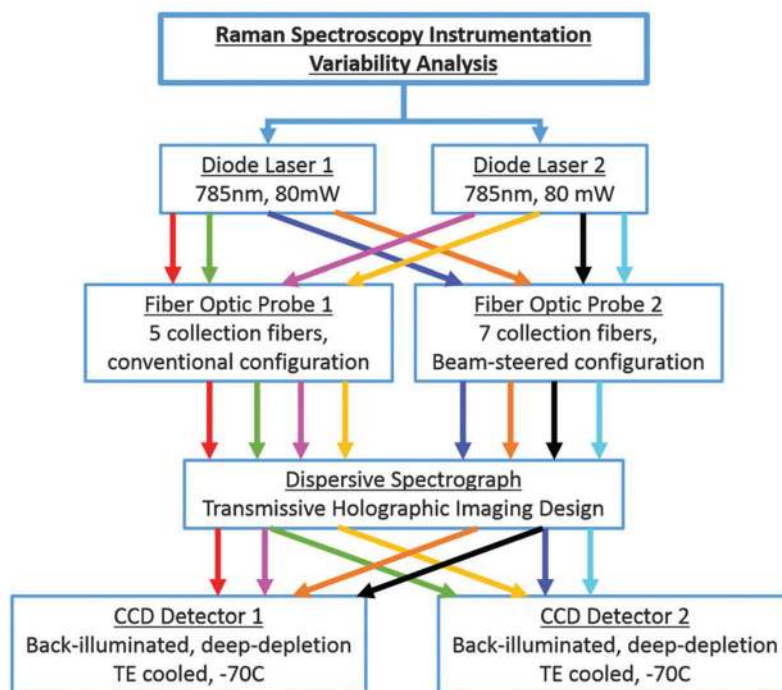 Raman Spectroscopy Instrumentation
Variability Analysis
Diode Laser 1
785nm, 80mW
Diode Laser 2
785nm, 80 mW
Fiber Optic Probe 1
5 collection fibers,
conventional configuration
Fiber Optic Probe 2
7 collection fibers,
Beam-steered configuration
Dispersive Spectrograph
Transmissive Holographic Imaging Design
CCD Detector 1
Back-illuminated, deep-depletion
TE cooled, -70C
CCD Detector 2
Back-illuminated, deep-depletion
TE cooled, -70C